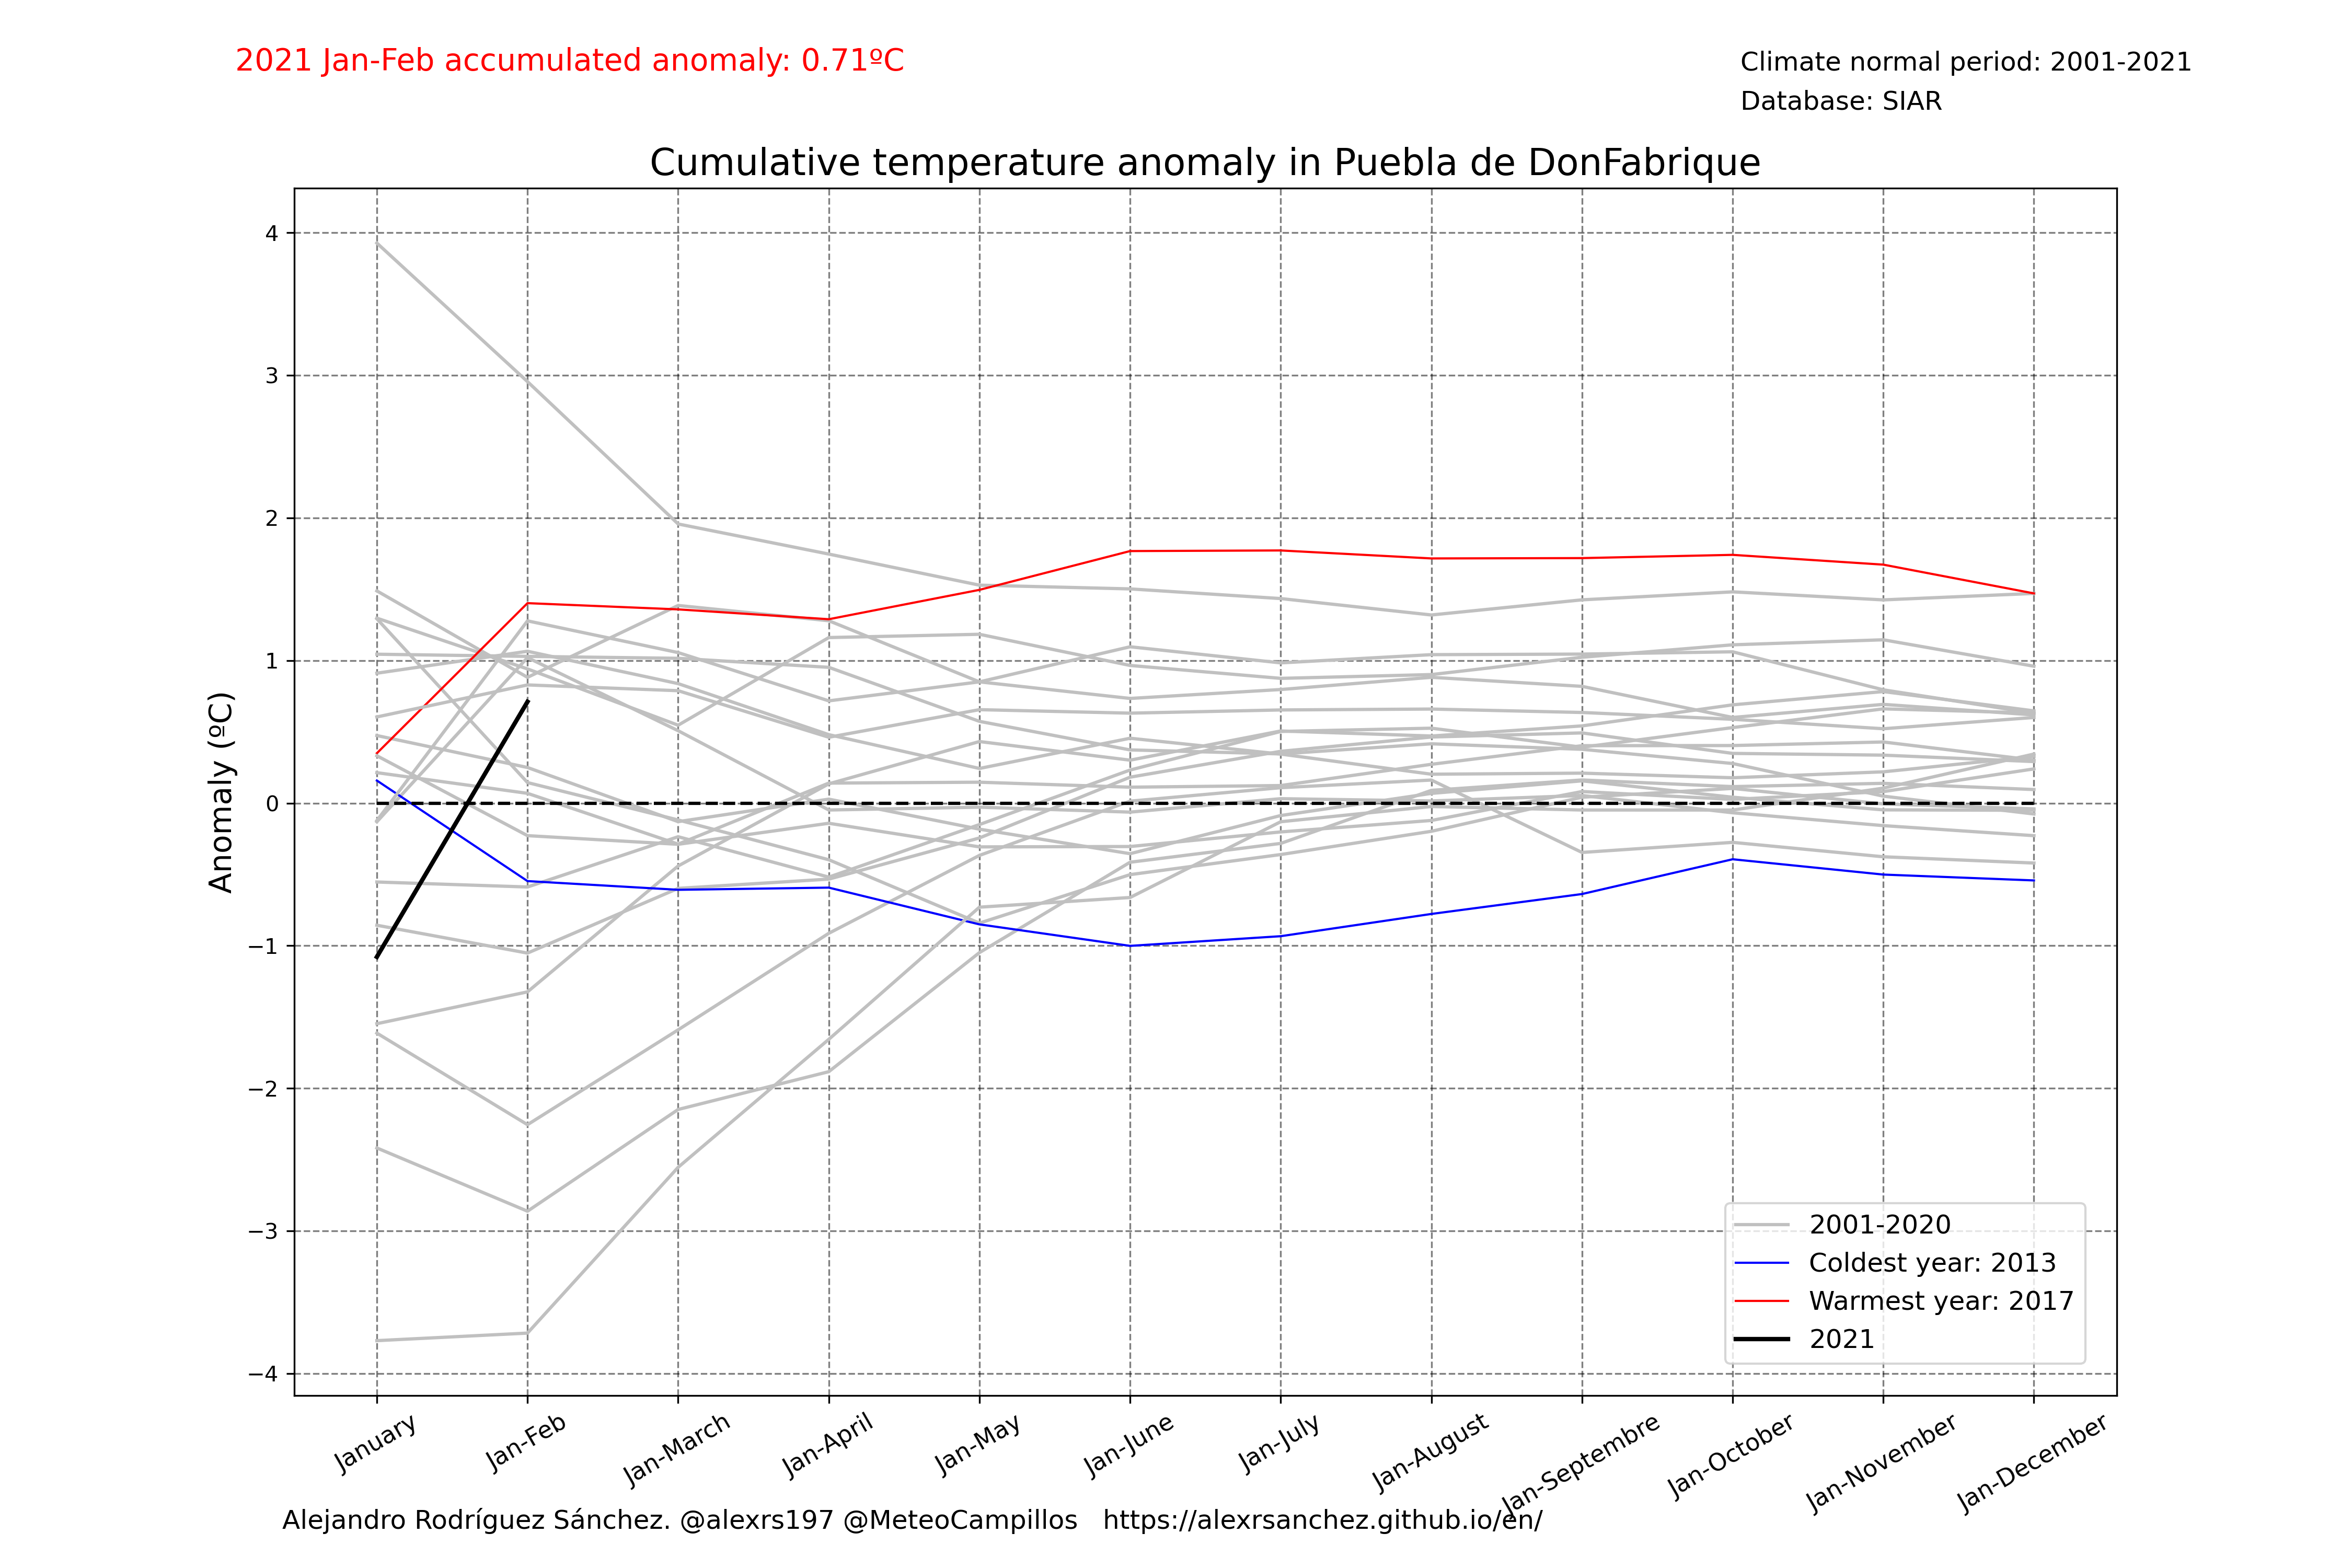 2021 Jan-Feb accumulated anomaly: 0.71ºC
Climate normal period: 2001-2021
Database: SIAR
Cumulative temperature anomaly in Puebla de DonFabrique
Anomaly (ºC)
4
3
2
1
0
−1
−2
−3
−4
2001-2020
Coldest year: 2013
Warmest year: 2017
2021
January
Jan-Feb
Jan-March
Jan-April
Jan-May
Jan-June
Jan-July
Jan-August
Jan-Septembre
Jan-October
Jan-November
Jan-December
Alejandro Rodríguez Sánchez. @alexrs197 @MeteoCampillos https://alexrsanchez.github.io/en/